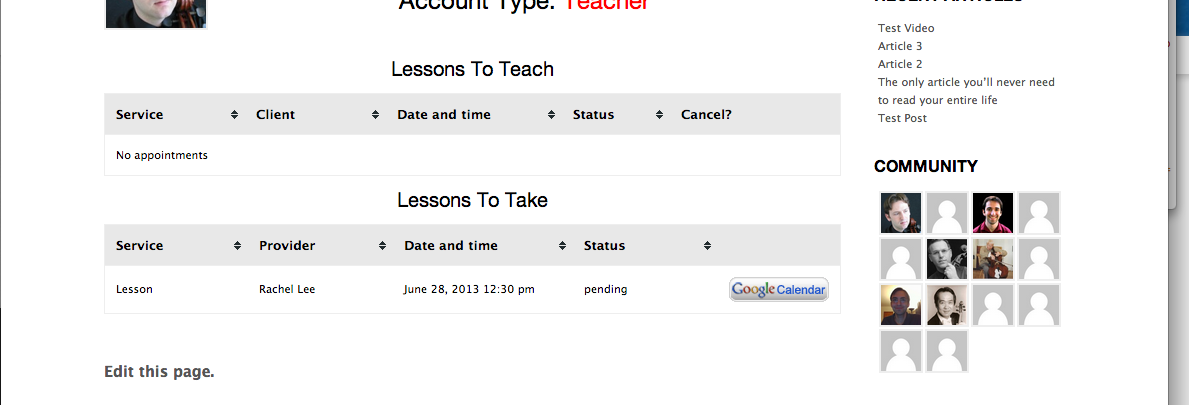 Account Type: Teacher
Lessons To Teach
Service Client Date and time Status Cancel?
No appointments
Lessons To Take
Service Provider Date and time Status
Lesson Rachel Lee June 28, 2013 12:30 pm pending Google Calendar
Edit this page.
RECENT ARTICLES
Test Video
Article 3
Article 2
The only article you’ll never need
to read your entire life
Test Post
COMMUNITY